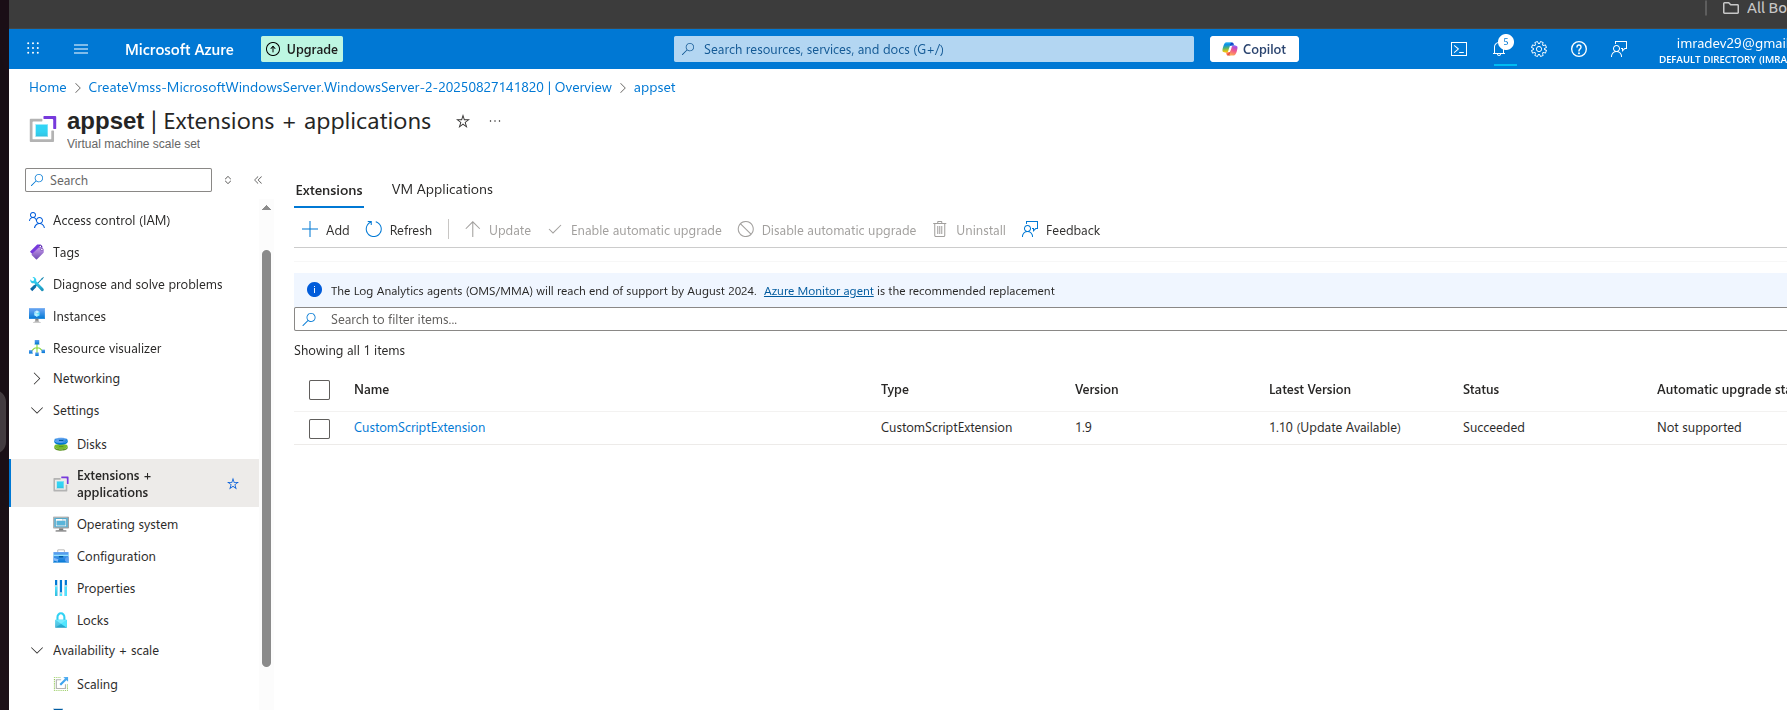 All Bo
Microsoft Azure
Upgrade
Search resources, services, and docs (G+/)
Copilot
5
imradev29@gmai
DEFAULT DIRECTORY (IMRA
Home > CreateVmss-MicrosoftWindowsServer.WindowsServer-2-20250827141820 | Overview > appset
appset | Extensions + applications
Virtual machine scale set
Search
Access control (IAM)
Tags
Diagnose and solve problems
Instances
Resource visualizer
Networking
Settings
Disks
Extensions +
applications
Operating system
Configuration
Properties
Locks
Availability + scale
Scaling
Extensions VM Applications
Add Refresh Update Enable automatic upgrade Disable automatic upgrade Uninstall Feedback
The Log Analytics agents (OMS/MMA) will reach end of support by August 2024. Azure Monitor agent is the recommended replacement
Search to filter items...
Showing all 1 items
Name Type Version Latest Version Status Automatic upgrade sta
CustomScriptExtension CustomScriptExtension 1.9 1.10 (Update Available) Succeeded Not supported